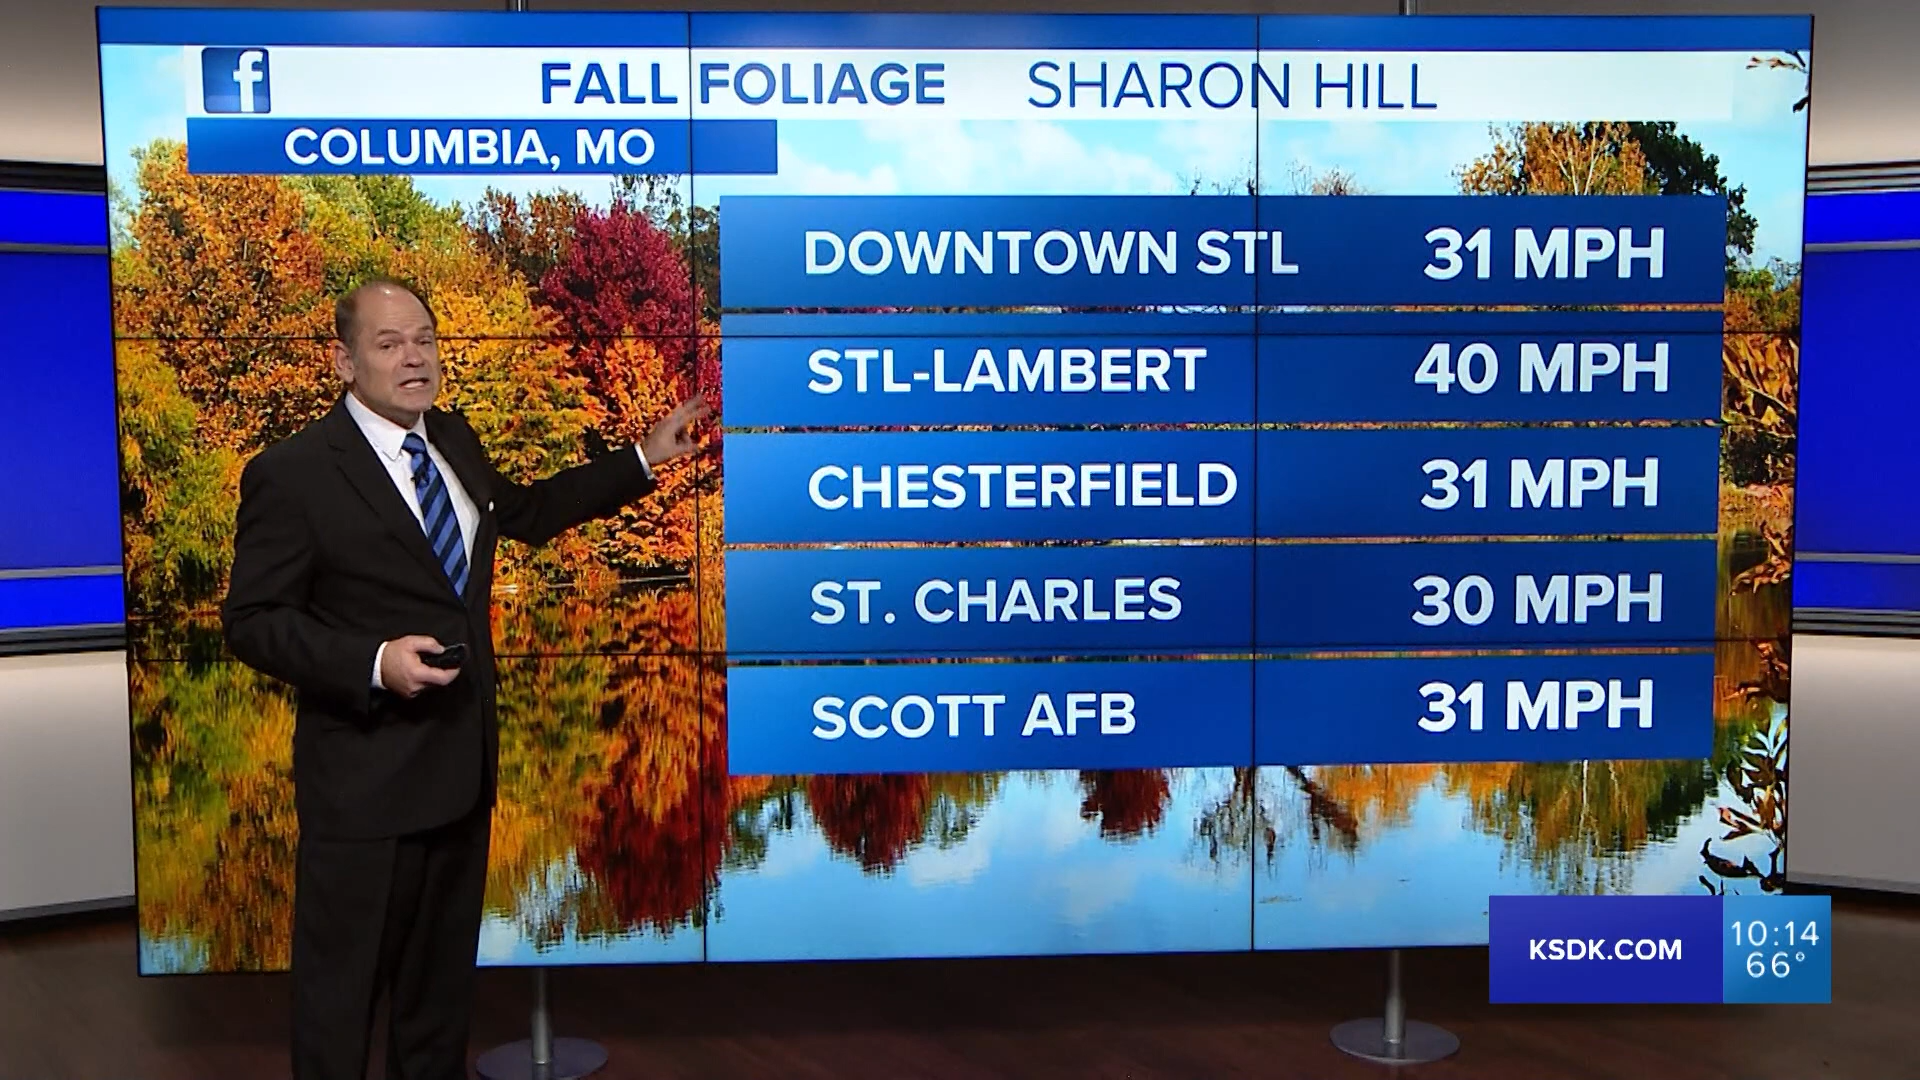 f FALL FOLIAGE SHARON HILL
COLUMBIA, MO
DOWNTOWN STL 31 MPH
STL-LAMBERT 40 MPH
CHESTERFIELD 31 MPH
ST. CHARLES 30 MPH
SCOTT AFB 31 MPH
KSDK.COM
10:14
66°